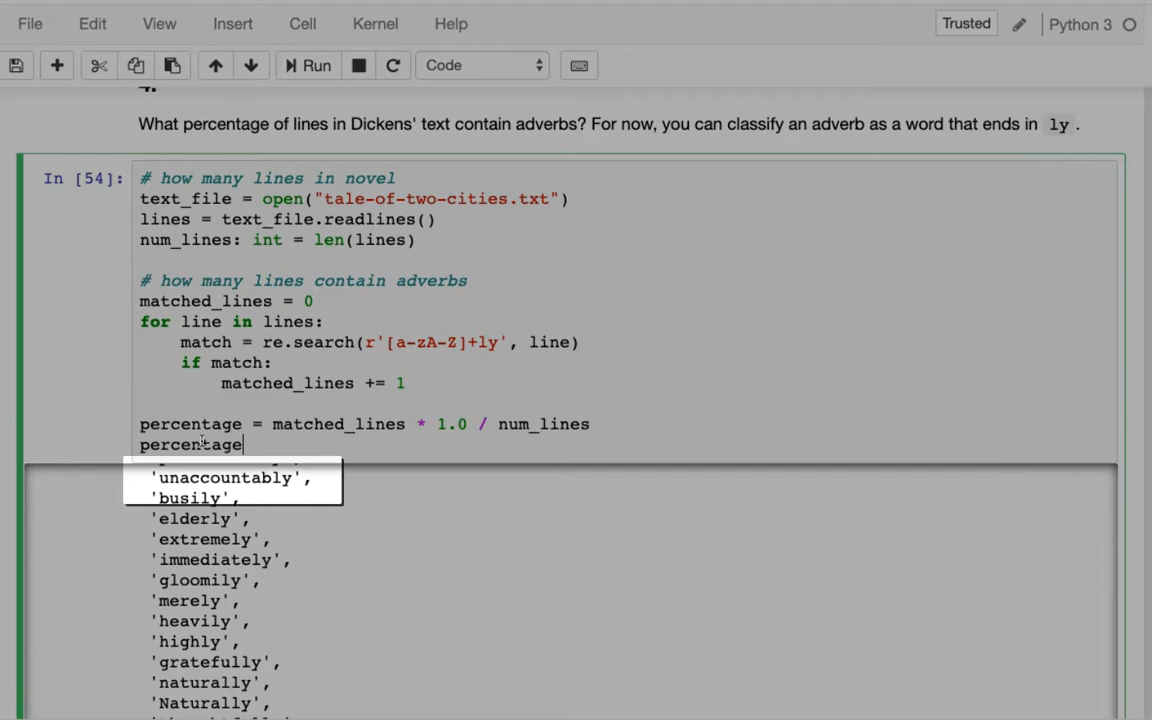 File Edit View Insert Cell Kernel Help Trusted Python 3
Run Code
4.
What percentage of lines in Dickens' text contain adverbs? For now, you can classify an adverb as a word that ends in ly .
In [54]: # how many lines in novel
text_file = open("tale-of-two-cities.txt")
lines = text_file.readlines()
num_lines: int = len(lines)
# how many lines contain adverbs
matched_lines = 0
for line in lines:
match = re.search(r'[a-zA-Z]+ly', line)
if match:
matched_lines += 1
percentage = matched_lines * 1.0 / num_lines
percentage
'unaccountably',
'busily',
'elderly',
'extremely',
'immediately',
'gloomily',
'merely',
'heavily',
'highly',
'gratefully',
'naturally',
'Naturally',